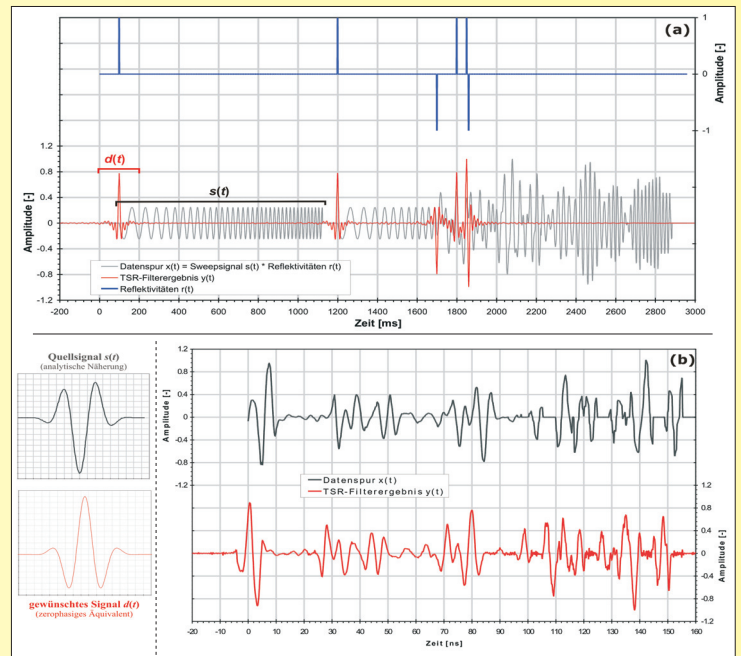 (a)
1
0
-1
Amplitude [-]
d(t)
s(t)
1.2
0.8
0.4
0
-0.4
-0.8
-1.2
Amplitude [-]
Datenspur x(t) = Sweepsignal s(t) * Reflektivitäten r(t)
TSR-Filterergebnis y(t)
Reflektivitäten r(t)
-200 0 200 400 600 800 1000 1200 1400 1600 1800 2000 2200 2400 2600 2800 3000
Zeit [ms]
Quellsignal s(t)
(analytische Näherung)
gewünschtes Signal d(t)
(zerophasiges Äquivalent)
(b)
1.2
0.8
0.4
0
-0.4
-0.8
-1.2
Amplitude [-]
Datenspur x(t)
TSR-Filterergebnis y(t)
1.2
0.8
0.4
0
-0.4
-0.8
-1.2
Amplitude [-]
-20 -10 0 10 20 30 40 50 60 70 80 90 100 110 120 130 140 150 160
Zeit [ns]